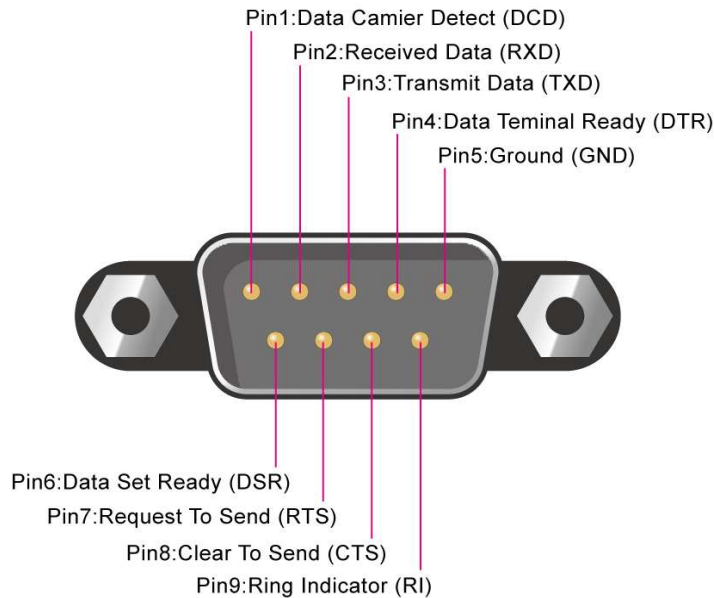 Pin1:Data Camier Detect (DCD)
Pin2:Received Data (RXD)
Pin3:Transmit Data (TXD)
Pin4:Data Teminal Ready (DTR)
Pin5:Ground (GND)
Pin6:Data Set Ready (DSR)
Pin7:Request To Send (RTS)
Pin8:Clear To Send (CTS)
Pin9:Ring Indicator (RI)